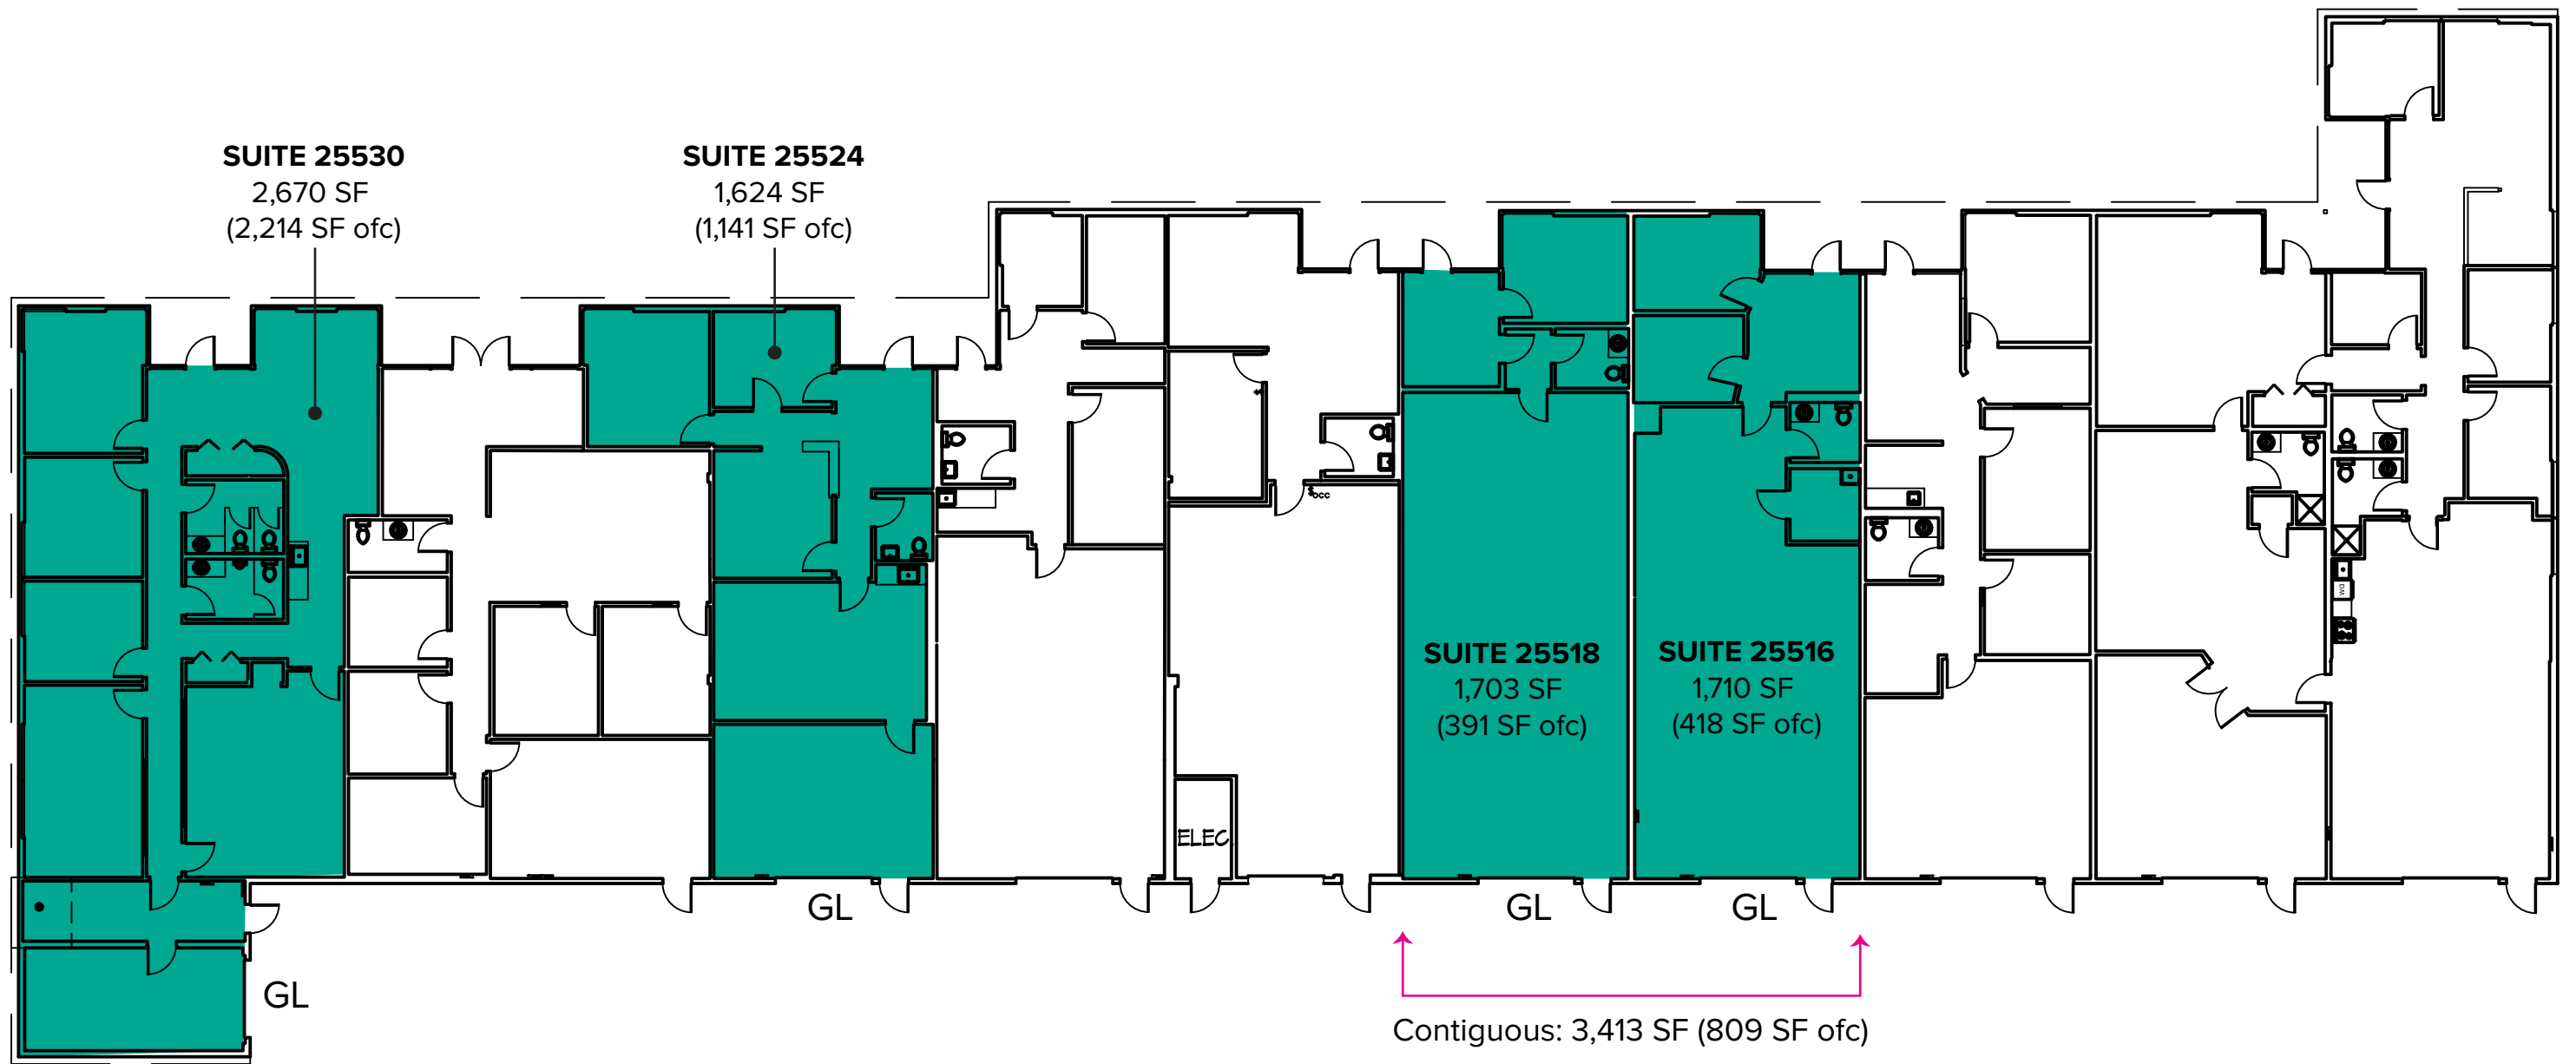 SUITE 25530
2,670 SF
(2,214 SF ofc)
SUITE 25524
1,624 SF
(1,141 SF ofc)
OCC
DW
SUITE 25518
1,703 SF
(391 SF ofc)
SUITE 25516
1,710 SF
(418 SF ofc)
ELEC
GL
GL
GL
GL
Contiguous: 3,413 SF (809 SF ofc)